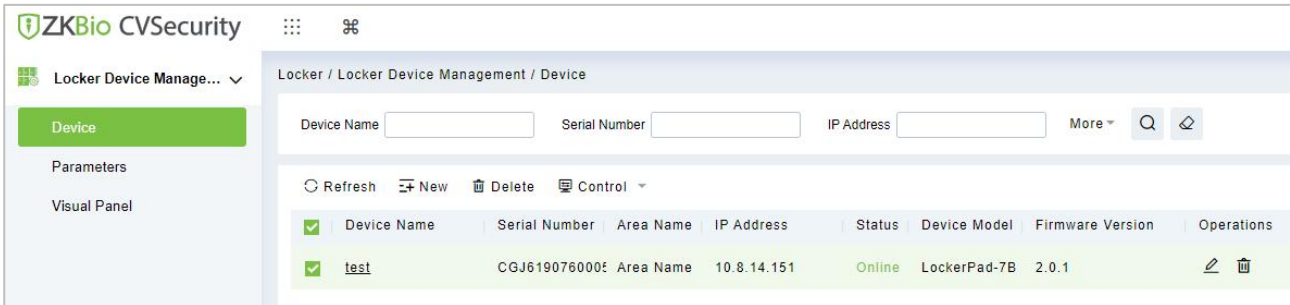 ZKBio CVSecurity
Locker Device Manage...
Locker / Locker Device Management / Device
Device
Parameters
Visual Panel
Device Name Serial Number IP Address More
Refresh New Delete Control
Device Name Serial Number Area Name IP Address Status Device Model Firmware Version Operations
test CGJ619076000 Area Name 10.8.14.151 Online LockerPad-7B 2.0.1